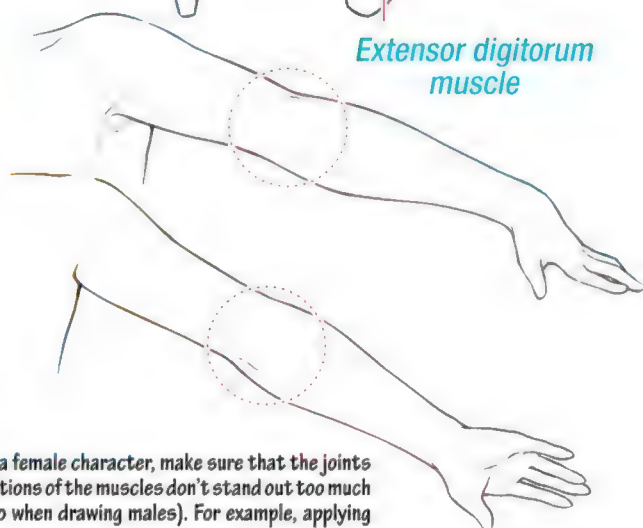 Extensor digitorum
muscle
a female character, make sure that the joints
tions of the muscles don't stand out too much
o when drawing males). For example, applying